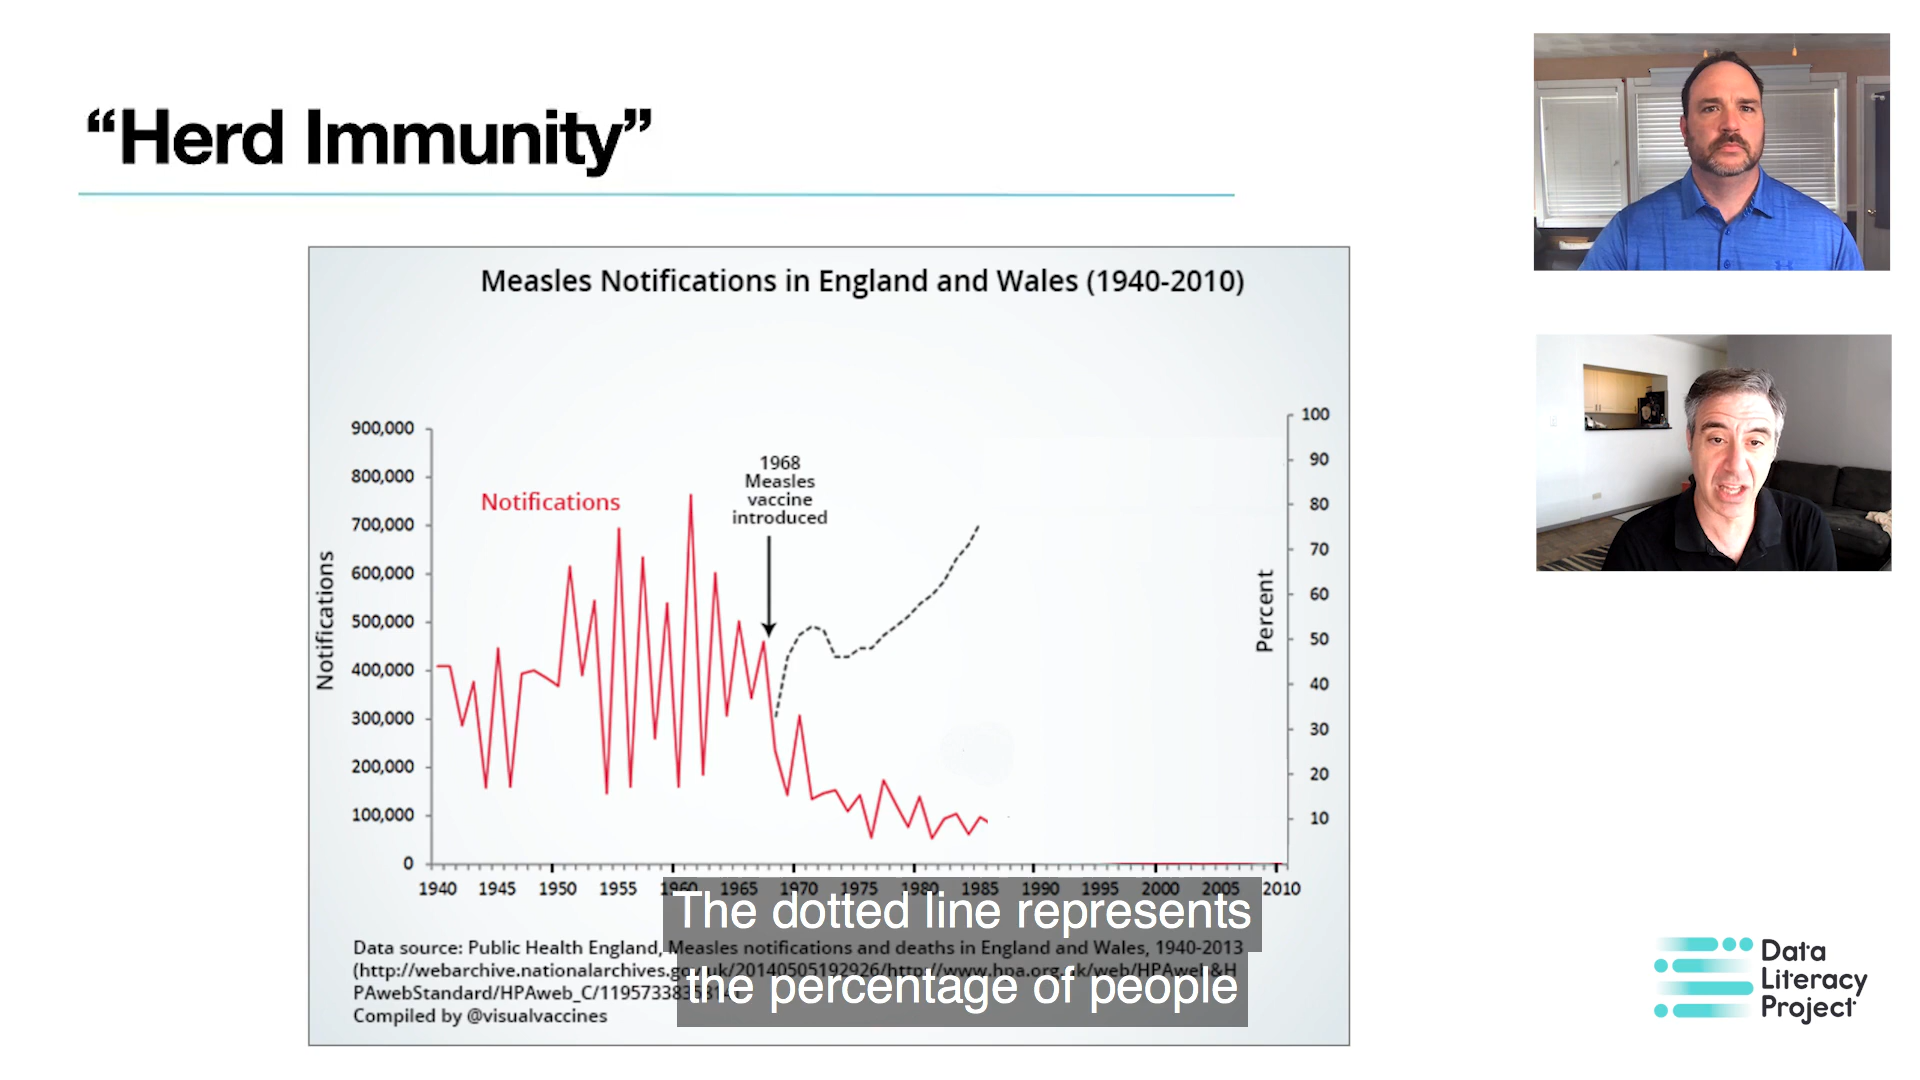 “Herd Immunity”
Measles Notifications in England and Wales (1940-2010)
900,000
800,000
700,000
600,000
500,000
400,000
300,000
200,000
100,000
0
Notifications
Notifications
1968
Measles
vaccine
introduced
100
90
80
70
60
50
40
30
20
10
Percent
1940 1945 1950 1955 1960 1965 1970 1975 1980 1985 1990 1995 2000 2005 2010
The dotted line represents
the percentage of people
Data source: Public Health England, Measles notifications and deaths in England and Wales, 1940-2013
(http://webarchive.nationalarchives.gov.uk/20140505192926/http://www.hpa.org.uk/web/HPAweb&H
PAwebStandard/HPAweb_C/
Compiled by @visualvaccines
Data
Literacy
Project